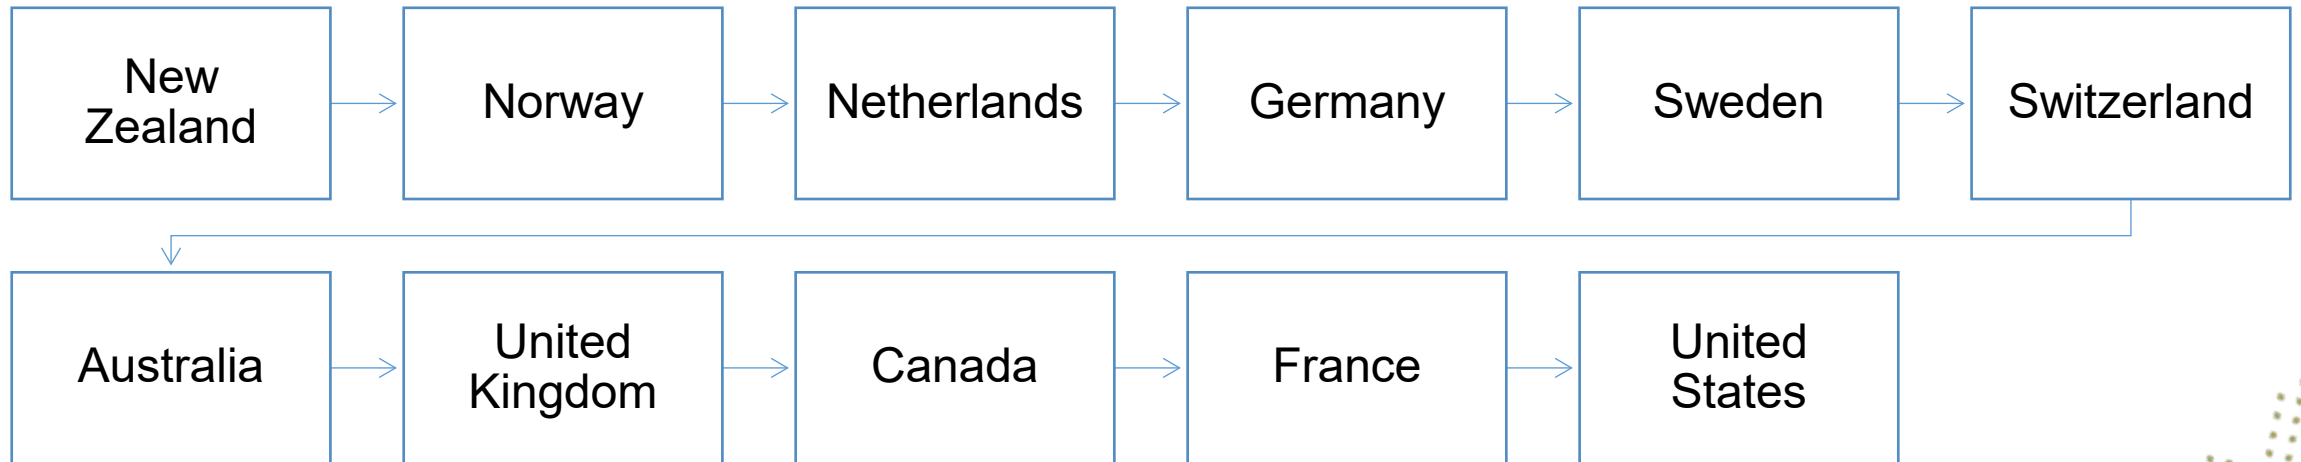 New
Zealand
Norway
Netherlands
Germany
Sweden
Switzerland
Australia
United
Kingdom
Canada
France
United
States